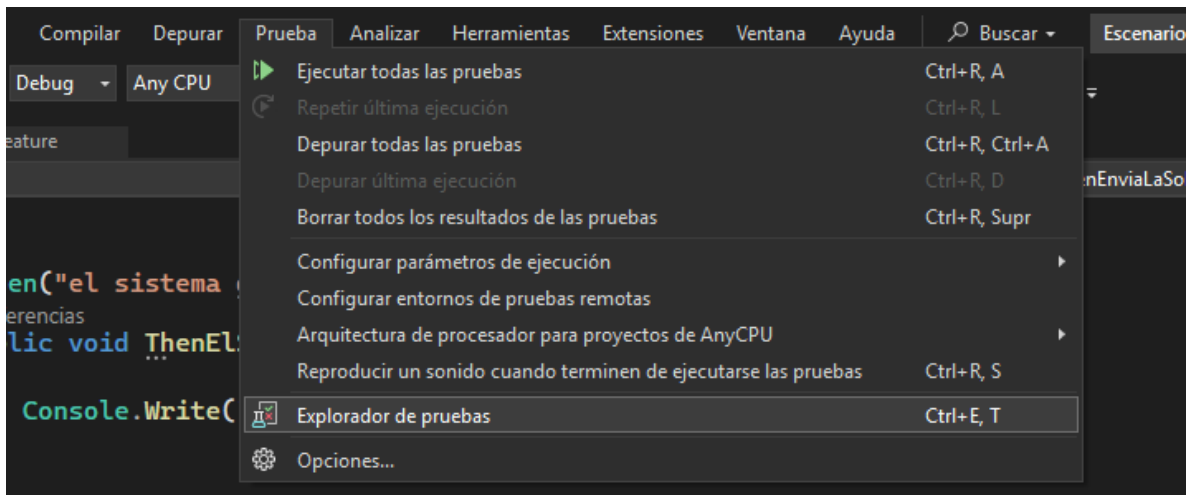 Compilar Depurar Prueba Analizar Herramientas Extensiones Ventana Ayuda Buscar Escenario
Debug Any CPU
Ejecutar todas las pruebas Ctrl+R, A
Repetir última ejecución Ctrl+R, L
eature
Depurar todas las pruebas Ctrl+R, Ctrl+A
Depurar última ejecución Ctrl+R, D
enEnviaLaSo
Borrar todos los resultados de las pruebas Ctrl+R, Supr
Configurar parámetros de ejecución
en("el sistema
Configurar entornos de pruebas remotas
erencias
lic void ThenEl
Arquitectura de procesador para proyectos de AnyCPU
Reproducir un sonido cuando terminen de ejecutarse las pruebas Ctrl+R, S
Console.Write(
Explorador de pruebas Ctrl+E, T
Opciones...